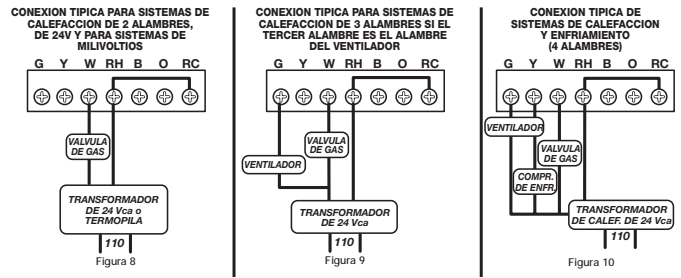 CONEXION TIPICA PARA SISTEMAS DE
CALEFACCION DE 2 ALAMBRES,
DE 24V Y PARA SISTEMAS DE
MILIVOLTIOS
G Y W RH B O RC
VALVULA
DE GAS
TRANSFORMADOR
DE 24 Vca o
TERMOPILA
110
Figura 8
CONEXION TIPICA PARA SISTEMAS DE
CALEFACCION DE 3 ALAMBRES SI EL
TERCER ALAMBRE ES EL ALAMBRE
DEL VENTILADOR
G Y W RH B O RC
VALVULA
DE GAS
VENTILADOR
TRANSFORMADOR
DE 24 Vca
110
Figura 9
CONEXION TIPICA DE
SISTEMAS DE CALEFACCION
Y ENFRIAMIENTO
(4 ALAMBRES)
G Y W RH B O RC
VENTILADOR
VALVULA
DE GAS
COMPR.
DE ENFR.
TRANSFORMADOR
DE CALEF. DE 24 Vca
110
Figura 10